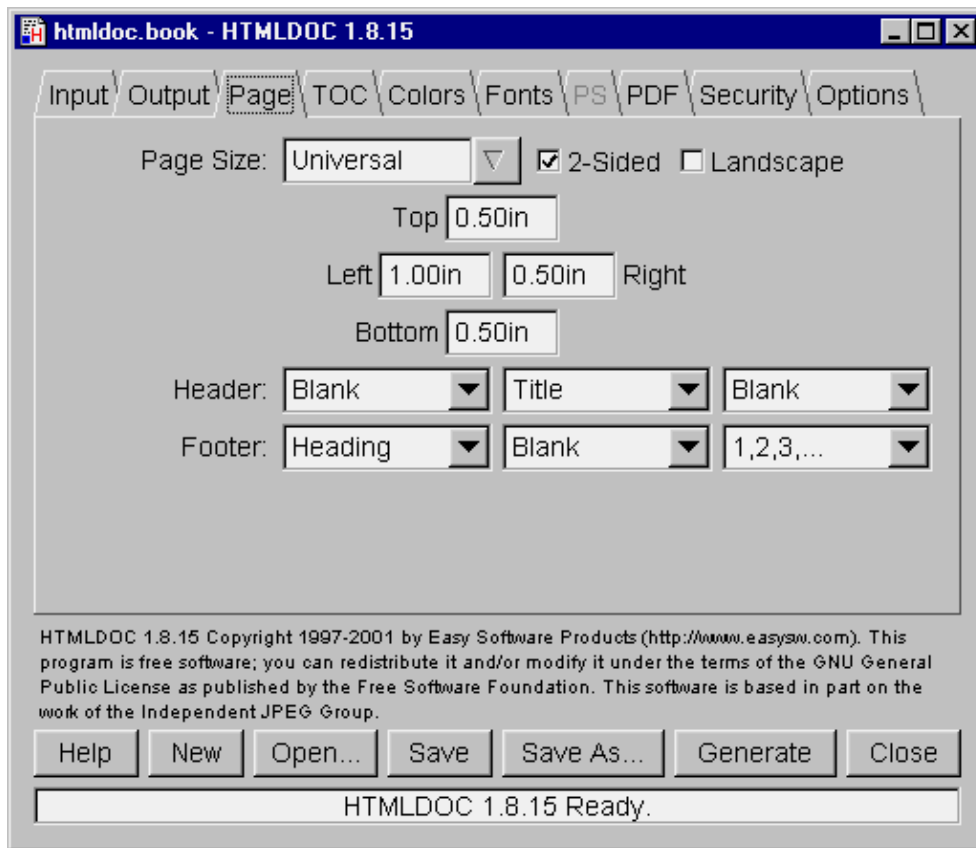 htmldoc.book - HTMLDOC 1.8.15
Input Output Page TOC Colors Fonts PS PDF Security Options
Page Size: Universal 2-Sided Landscape
Top 0.50in
Left 1.00in 0.50in Right
Bottom 0.50in
Header: Blank Title Blank
Footer: Heading Blank 1,2,3,...
HTMLDOC 1.8.15 Copyright 1997-2001 by Easy Software Products (http://www.easysw.com). This
program is free software; you can redistribute it and/or modify it under the terms of the GNU General
Public License as published by the Free Software Foundation. This software is based in part on the
work of the Independent JPEG Group.
Help New Open... Save Save As... Generate Close
HTMLDOC 1.8.15 Ready.